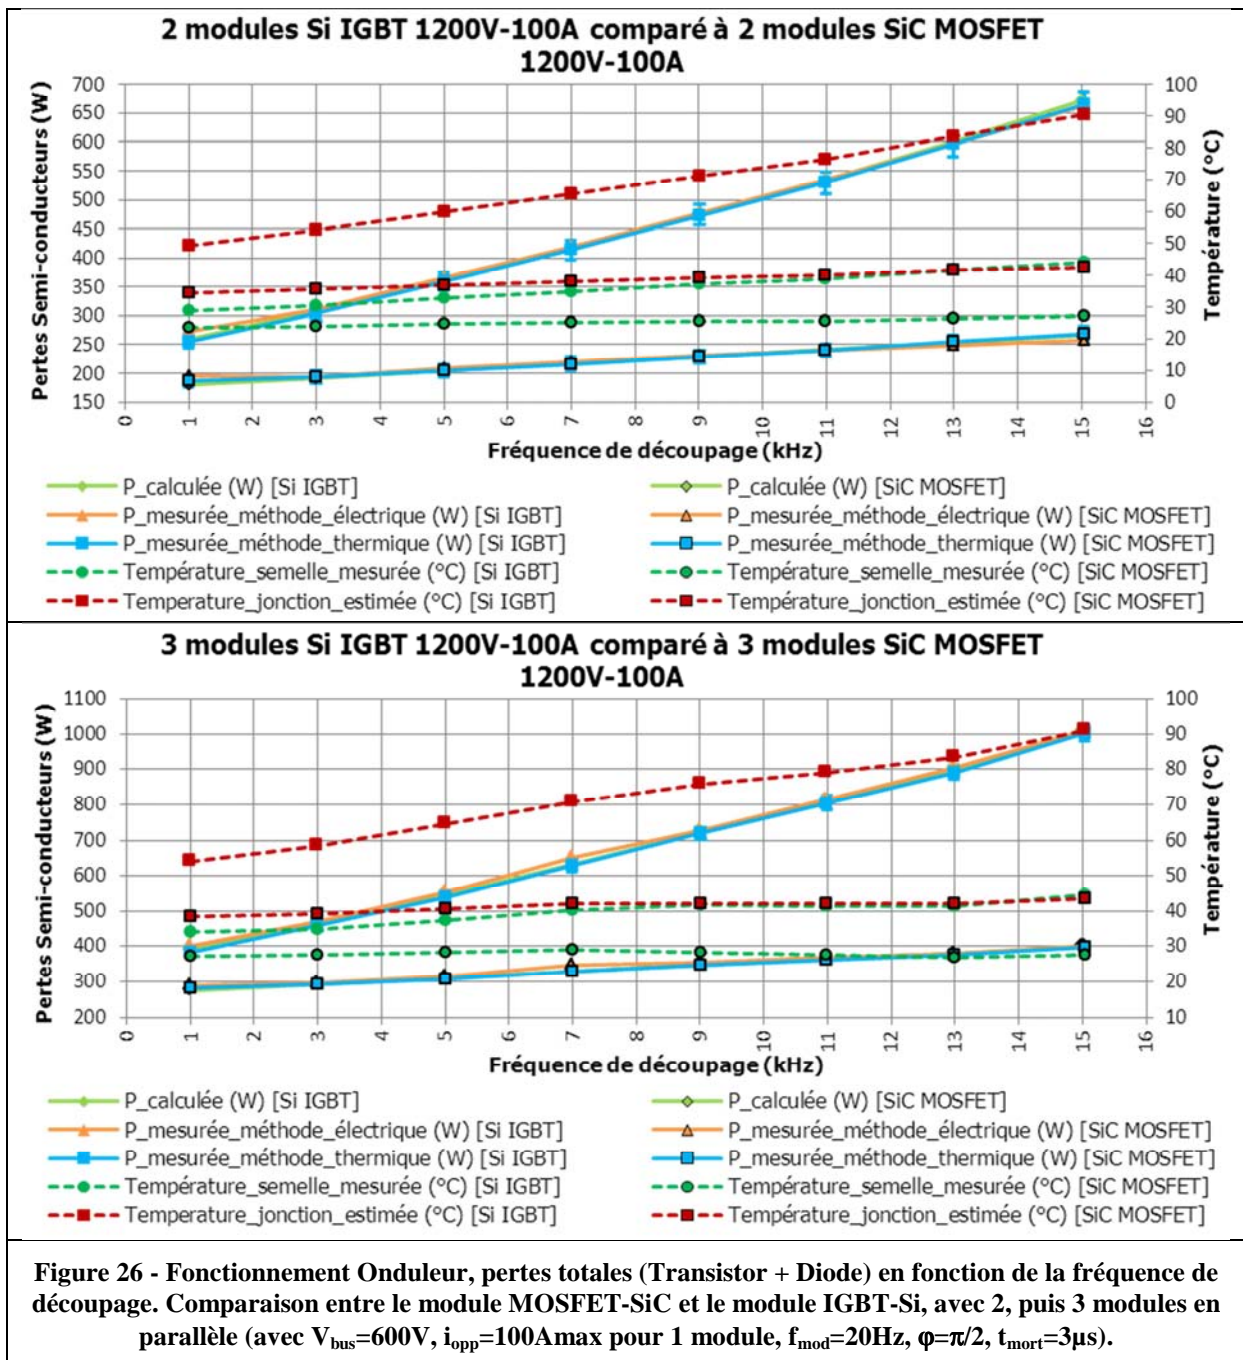 2 modules Si IGBT 1200V-100A comparé à 2 modules SiC MOSFET
1200V-100A
Pertes Semi-conducteurs (W)
700
650
600
550
500
450
400
350
300
250
200
150
100
90
80
70
60
50
40
30
20
10
0
Température (°C)
0 1 2 3 4 5 6 7 8 9 10 11 12 13 14 15 16
Fréquence de découpage (kHz)
P_calculée (W) [Si IGBT]
P_calculée (W) [SiC MOSFET]
P_mesurée_méthode_électrique (W) [Si IGBT]
P_mesurée_méthode_électrique (W) [SiC MOSFET]
P_mesurée_méthode_thermique (W) [Si IGBT]
P_mesurée_méthode_thermique (W) [SiC MOSFET]
Température_semelle_mesurée (°C) [Si IGBT]
Température_semelle_mesurée (°C) [SiC MOSFET]
Temperature_jonction_estimée (°C) [Si IGBT]
Temperature_jonction_estimée (°C) [SiC MOSFET]
3 modules Si IGBT 1200V-100A comparé à 3 modules SiC MOSFET
1200V-100A
Pertes Semi-conducteurs (W)
1100
1000
900
800
700
600
500
400
300
200
100
90
80
70
60
50
40
30
20
10
Température (°C)
0 1 2 3 4 5 6 7 8 9 10 11 12 13 14 15 16
Fréquence de découpage (kHz)
P_calculée (W) [Si IGBT]
P_calculée (W) [SiC MOSFET]
P_mesurée_méthode_électrique (W) [Si IGBT]
P_mesurée_méthode_électrique (W) [SiC MOSFET]
P_mesurée_méthode_thermique (W) [Si IGBT]
P_mesurée_méthode_thermique (W) [SiC MOSFET]
Température_semelle_mesurée (°C) [Si IGBT]
Température_semelle_mesurée (°C) [SiC MOSFET]
Temperature_jonction_estimée (°C) [Si IGBT]
Temperature_jonction_estimée (°C) [SiC MOSFET]
Figure 26 - Fonctionnement Onduleur, pertes totales (Transistor + Diode) en fonction de la fréquence de
découpage. Comparaison entre le module MOSFET-SiC et le module IGBT-Si, avec 2, puis 3 modules en
parallèle (avec Vbus=600V, iopp=100Amax pour 1 module, fmod=20Hz, φ=π/2, tmort=3µs).